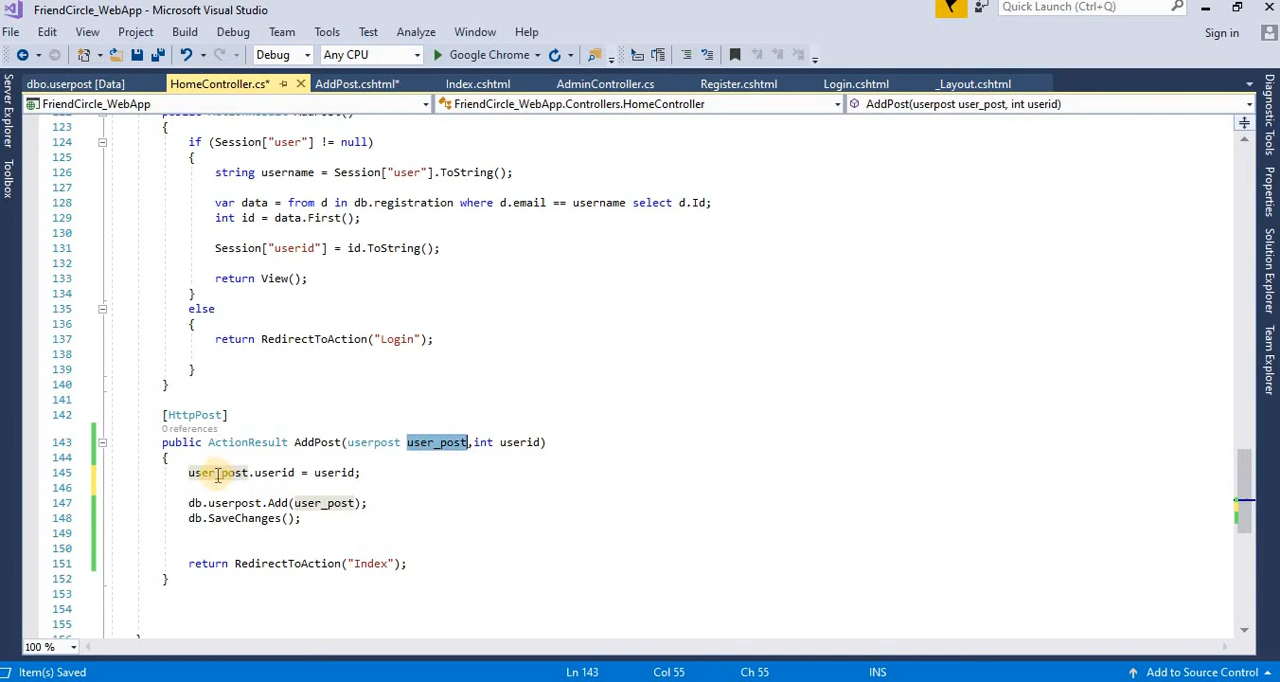 FriendCircle_WebApp - Microsoft Visual Studio
Quick Launch (Ctrl+Q)
File Edit View Project Build Debug Team Tools Test Analyze Window Help
Sign in
Debug Any CPU Google Chrome
dbo.userpost [Data] HomeController.cs* AddPost.cshtml* Index.cshtml AdminController.cs Register.cshtml Login.cshtml _Layout.cshtml
FriendCircle_WebApp FriendCircle_WebApp.Controllers.HomeController AddPost(userpost user_post, int userid)
Server Explorer
Toolbox
Diagnostic Tools
Properties
Solution Explorer
Team Explorer
123 {
124 if (Session["user"] != null)
125 {
126 string username = Session["user"].ToString();
127
128 var data = from d in db.registration where d.email == username select d.Id;
129 int id = data.First();
130
131 Session["userid"] = id.ToString();
132
133 return View();
134 }
135 else
136 {
137 return RedirectToAction("Login");
138
139 }
140 }
141
142 [HttpPost]
0 references
143 public ActionResult AddPost(userpost user_post,int userid)
144 {
145 user_post.userid = userid;
146
147 db.userpost.Add(user_post);
148 db.SaveChanges();
149
150
151 return RedirectToAction("Index");
152 }
153
154
155
100 %
Item(s) Saved Ln 143 Col 55 Ch 55 INS Add to Source Control